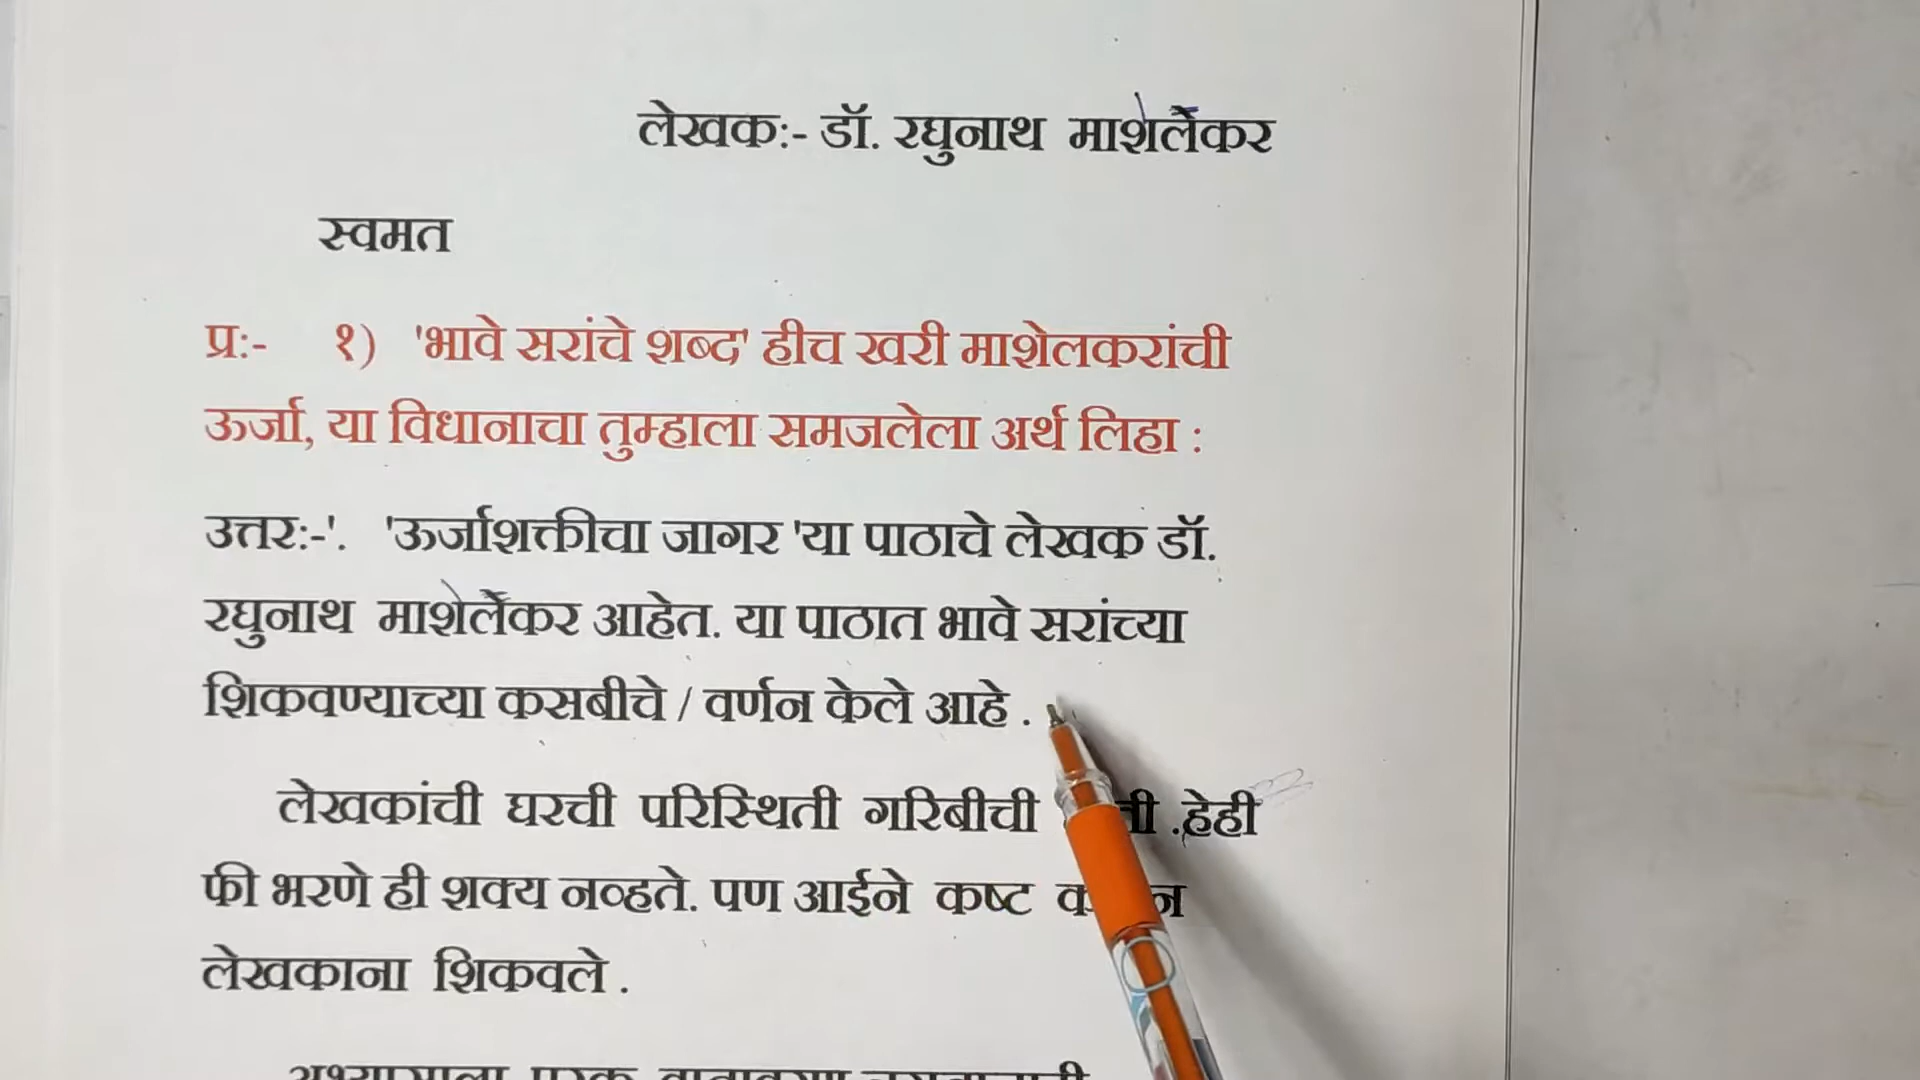 लेखक:- डॉ. रघुनाथ माशेलकर
स्वमत
प्र:- १) 'भावे सरांचे शब्द' हीच खरी माशेलकरांची
ऊर्जा, या विधानाचा तुम्हाला समजलेला अर्थ लिहा :
उत्तर:-'. 'ऊर्जाशक्तीचा जागर 'या पाठाचे लेखक डॉ.
रघुनाथ माशेलकर आहेत. या पाठात भावे सरांच्या
शिकवण्याच्या कसबीचे / वर्णन केले आहे .
लेखकांची घरची परिस्थिती गरिबीची .हेही
फी भरणे ही शक्य नव्हते. पण आईने कष्ट
लेखकाना शिकवले .